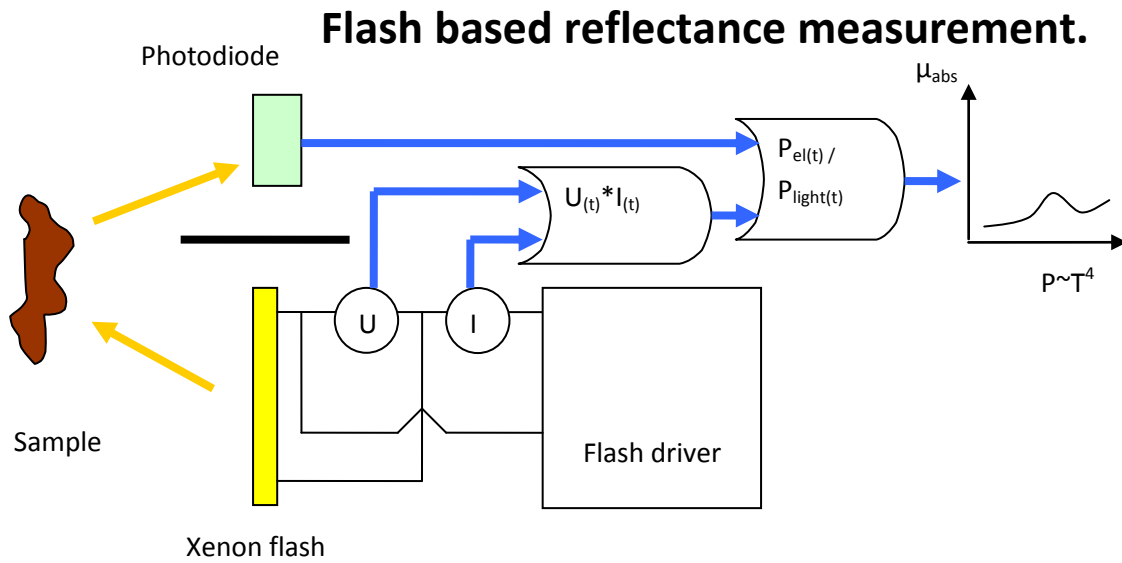 Flash based reflectance measurement.
Photodiode
μabs
Pel(t) /
Plight(t)
U(t)*I(t)
P~T4
U
I
Sample
Flash driver
Xenon flash